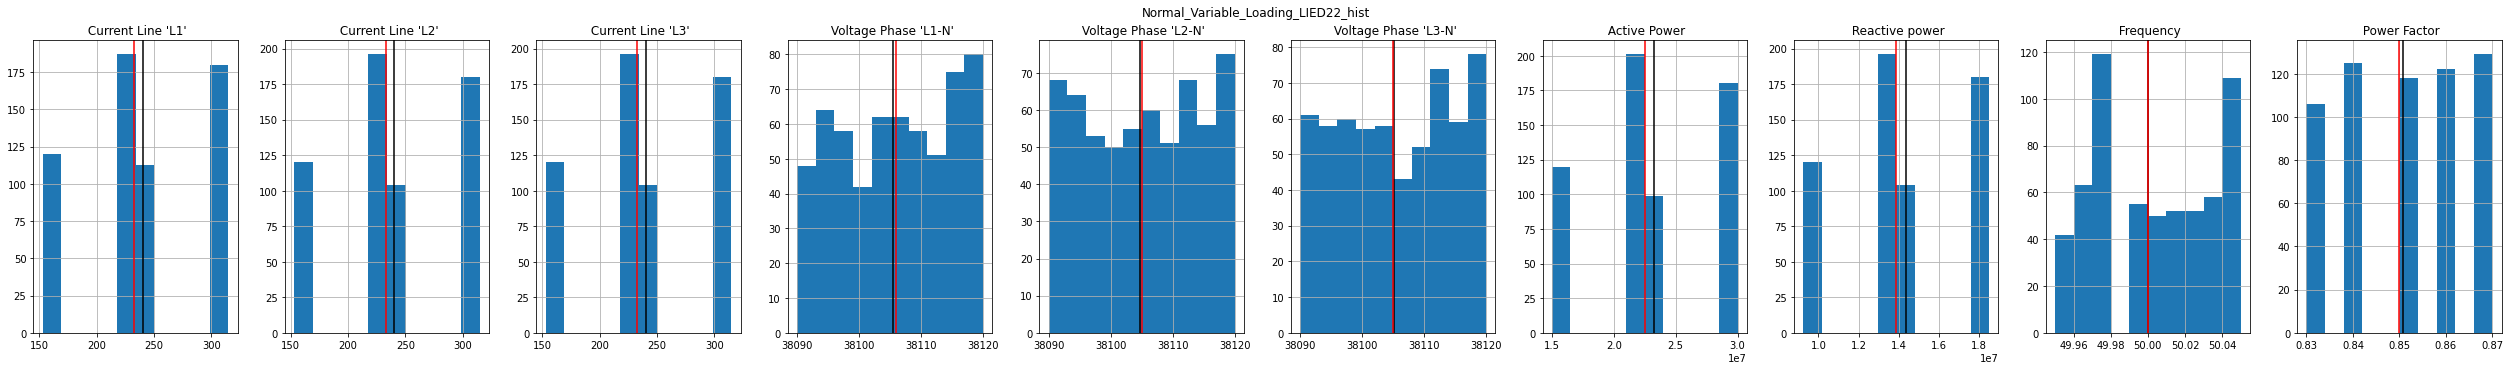 Normal_Variable_Loading_LIED22_hist
Current Line 'L1' Current Line 'L2' Current Line 'L3' Voltage Phase 'L1-N' Voltage Phase 'L2-N' Voltage Phase 'L3-N' Active Power Reactive power Frequency Power Factor
175 150 125 100 75 50 25 0
150 200 250 300
200 175 150 125 100 75 50 25 0
150 200 250 300
200 175 150 125 100 75 50 25 0
150 200 250 300
80 70 60 50 40 30 20 10 0
38090 38100 38110 38120
70 60 50 40 30 20 10 0
38090 38100 38110 38120
80 70 60 50 40 30 20 10 0
38090 38100 38110 38120
200 175 150 125 100 75 50 25 0
1.5 2.0 2.5 3.0
1e7
200 175 150 125 100 75 50 25 0
1.0 1.2 1.4 1.6 1.8
1e7
120 100 80 60 40 20 0
49.96 49.98 50.00 50.02 50.04
120 100 80 60 40 20 0
0.83 0.84 0.85 0.86 0.87